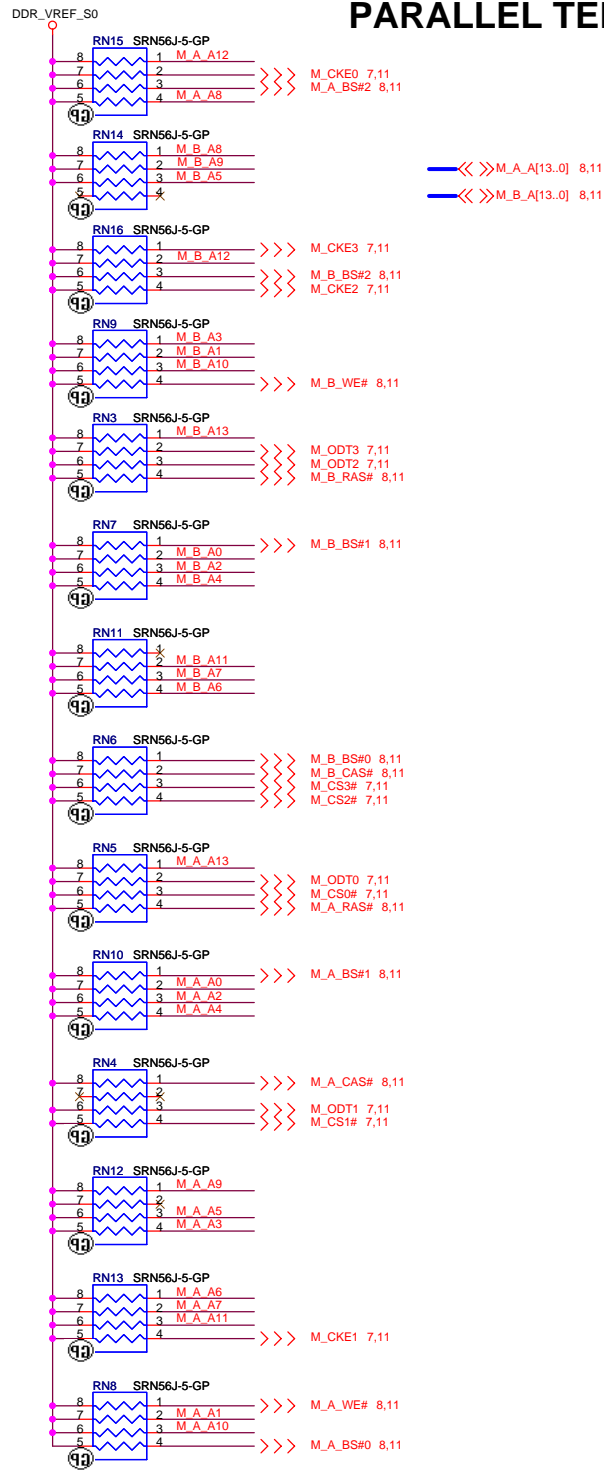 DDR_VREF_S0
PARALLEL TE
RN15 SRN56J-5-GP
8 1 M_A_A12
7 2 M_CKE0 7,11
6 3 M_A_BS#2 8,11
5 4 M_A_A8
GP
RN14 SRN56J-5-GP
8 1 M_B_A8
7 2 M_B_A9
6 3 M_B_A5
5 4
GP
M_A_A[13..0] 8,11
M_B_A[13..0] 8,11
RN16 SRN56J-5-GP
8 1 M_CKE3 7,11
7 2 M_B_A12
6 3 M_B_BS#2 8,11
5 4 M_CKE2 7,11
GP
RN9 SRN56J-5-GP
8 1 M_B_A3
7 2 M_B_A1
6 3 M_B_A10
5 4 M_B_WE# 8,11
GP
RN3 SRN56J-5-GP
8 1 M_B_A13
7 2 M_ODT3 7,11
6 3 M_ODT2 7,11
5 4 M_B_RAS# 8,11
GP
RN7 SRN56J-5-GP
8 1 M_B_BS#1 8,11
7 2 M_B_A0
6 3 M_B_A2
5 4 M_B_A4
GP
RN11 SRN56J-5-GP
8 1
7 2 M_B_A11
6 3 M_B_A7
5 4 M_B_A6
GP
RN6 SRN56J-5-GP
8 1 M_B_BS#0 8,11
7 2 M_B_CAS# 8,11
6 3 M_CS3# 7,11
5 4 M_CS2# 7,11
GP
RN5 SRN56J-5-GP
8 1 M_A_A13
7 2 M_ODT0 7,11
6 3 M_CS0# 7,11
5 4 M_A_RAS# 8,11
GP
RN10 SRN56J-5-GP
8 1 M_A_BS#1 8,11
7 2 M_A_A0
6 3 M_A_A2
5 4 M_A_A4
GP
RN4 SRN56J-5-GP
8 1 M_A_CAS# 8,11
7 2
6 3 M_ODT1 7,11
5 4 M_CS1# 7,11
GP
RN12 SRN56J-5-GP
8 1 M_A_A9
7 2
6 3 M_A_A5
5 4 M_A_A3
GP
RN13 SRN56J-5-GP
8 1 M_A_A6
7 2 M_A_A7
6 3 M_A_A11
5 4 M_CKE1 7,11
GP
RN8 SRN56J-5-GP
8 1 M_A_WE# 8,11
7 2 M_A_A1
6 3 M_A_A10
5 4 M_A_BS#0 8,11
GP